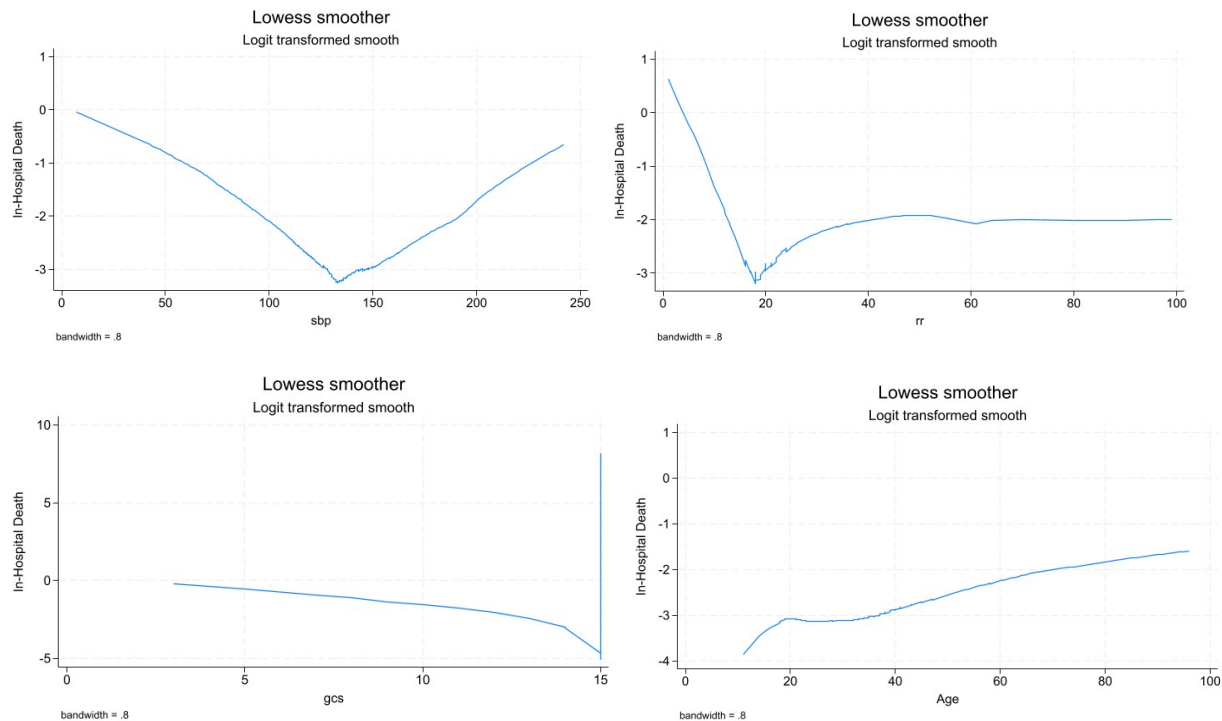 Lowess smoother
Logit transformed smooth
1
0
-1
-2
-3
In-Hospital Death
0 50 100 150 200 250
sbp
bandwidth = .8
Lowess smoother
Logit transformed smooth
1
0
-1
-2
-3
In-Hospital Death
0 20 40 60 80 100
rr
bandwidth = .8
Lowess smoother
Logit transformed smooth
10
5
0
-5
In-Hospital Death
0 5 10 15
gcs
bandwidth = .8
Lowess smoother
Logit transformed smooth
1
0
-1
-2
-3
-4
In-Hospital Death
0 20 40 60 80 100
Age
bandwidth = .8